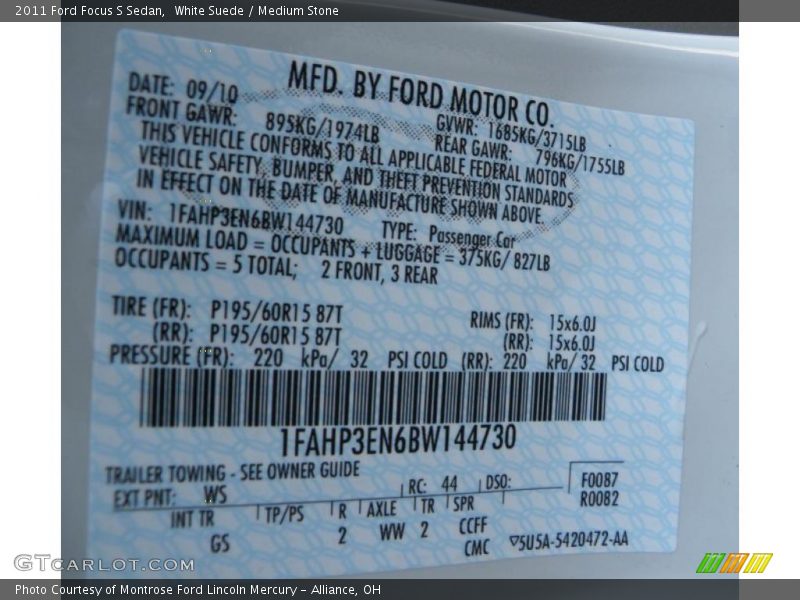 2011 Ford Focus S Sedan,  White Suede / Medium Stone
MFD. BY FORD MOTOR CO.
DATE: 09/10 GVWR: 1685KG/3715LB
FRONT GAWR: 895KG/1974LB REAR GAWR: 796KG/1755LB
THIS VEHICLE CONFORMS TO ALL APPLICABLE FEDERAL MOTOR
VEHICLE SAFETY, BUMPER, AND THEFT PREVENTION STANDARDS
IN EFFECT ON THE DATE OF MANUFACTURE SHOWN ABOVE.
VIN: 1FAHP3EN6BW144730 TYPE: Passenger Car
MAXIMUM LOAD = OCCUPANTS + LUGGAGE = 375KG/ 827LB
OCCUPANTS = 5 TOTAL; 2 FRONT, 3 REAR
TIRE (FR): P195/60R15 87T RIMS (FR): 15x6.0J
(RR): P195/60R15 87T (RR): 15x6.0J
PRESSURE (FR): 220 kPa/ 32 PSI COLD (RR): 220 kPa/ 32 PSI COLD
1FAHP3EN6BW144730
TRAILER TOWING - SEE OWNER GUIDE
EXT PNT: WS RC: 44 DSO: F0087
R0082
INT TR TP/PS R AXLE TR SPR
GS 2 WW 2 CCFF
CMC 5U5A-5420472-AA
GTCARLOT.COM
Photo Courtesy of Montrose Ford Lincoln Mercury - Alliance, OH